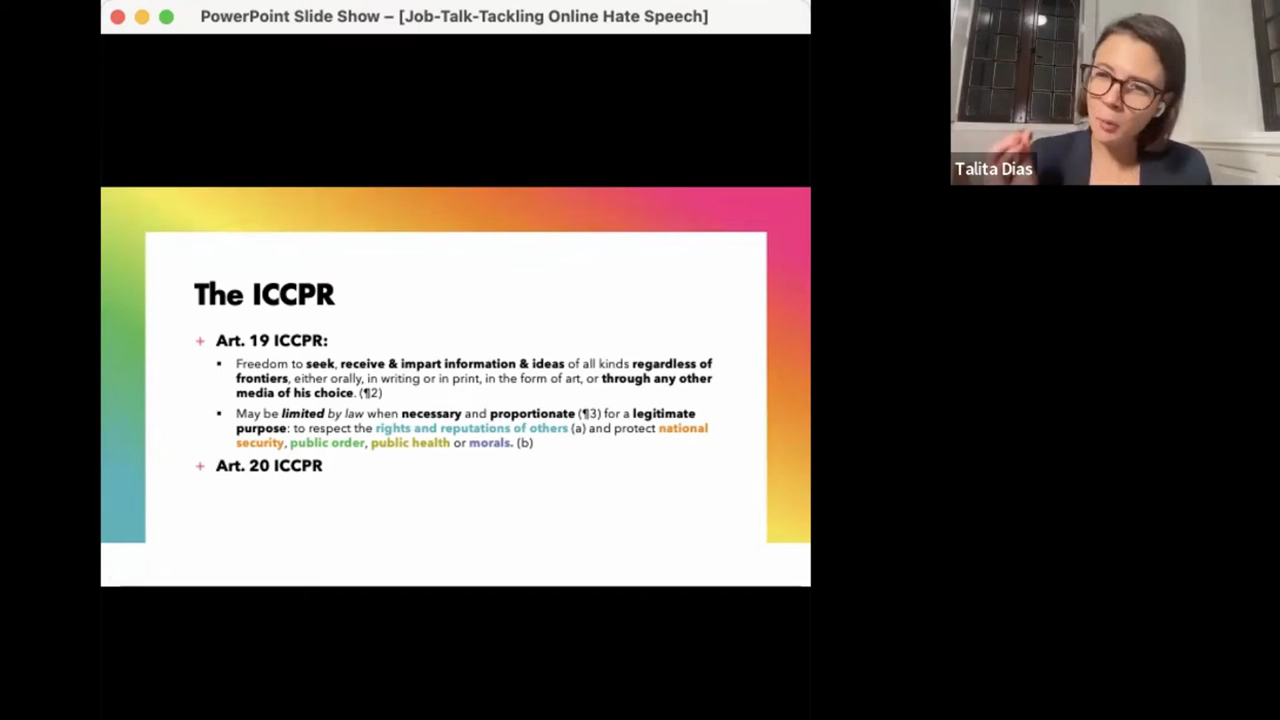 PowerPoint Slide Show – [Job-Talk-Tackling Online Hate Speech]
Talita Dias
The ICCPR
+ Art. 19 ICCPR:
▪ Freedom to seek, receive & impart information & ideas of all kinds regardless of
frontiers, either orally, in writing or in print, in the form of art, or through any other
media of his choice. (¶2)
▪ May be limited by law when necessary and proportionate (¶3) for a legitimate
purpose: to respect the rights and reputations of others (a) and protect national
security, public order, public health or morals. (b)
+ Art. 20 ICCPR